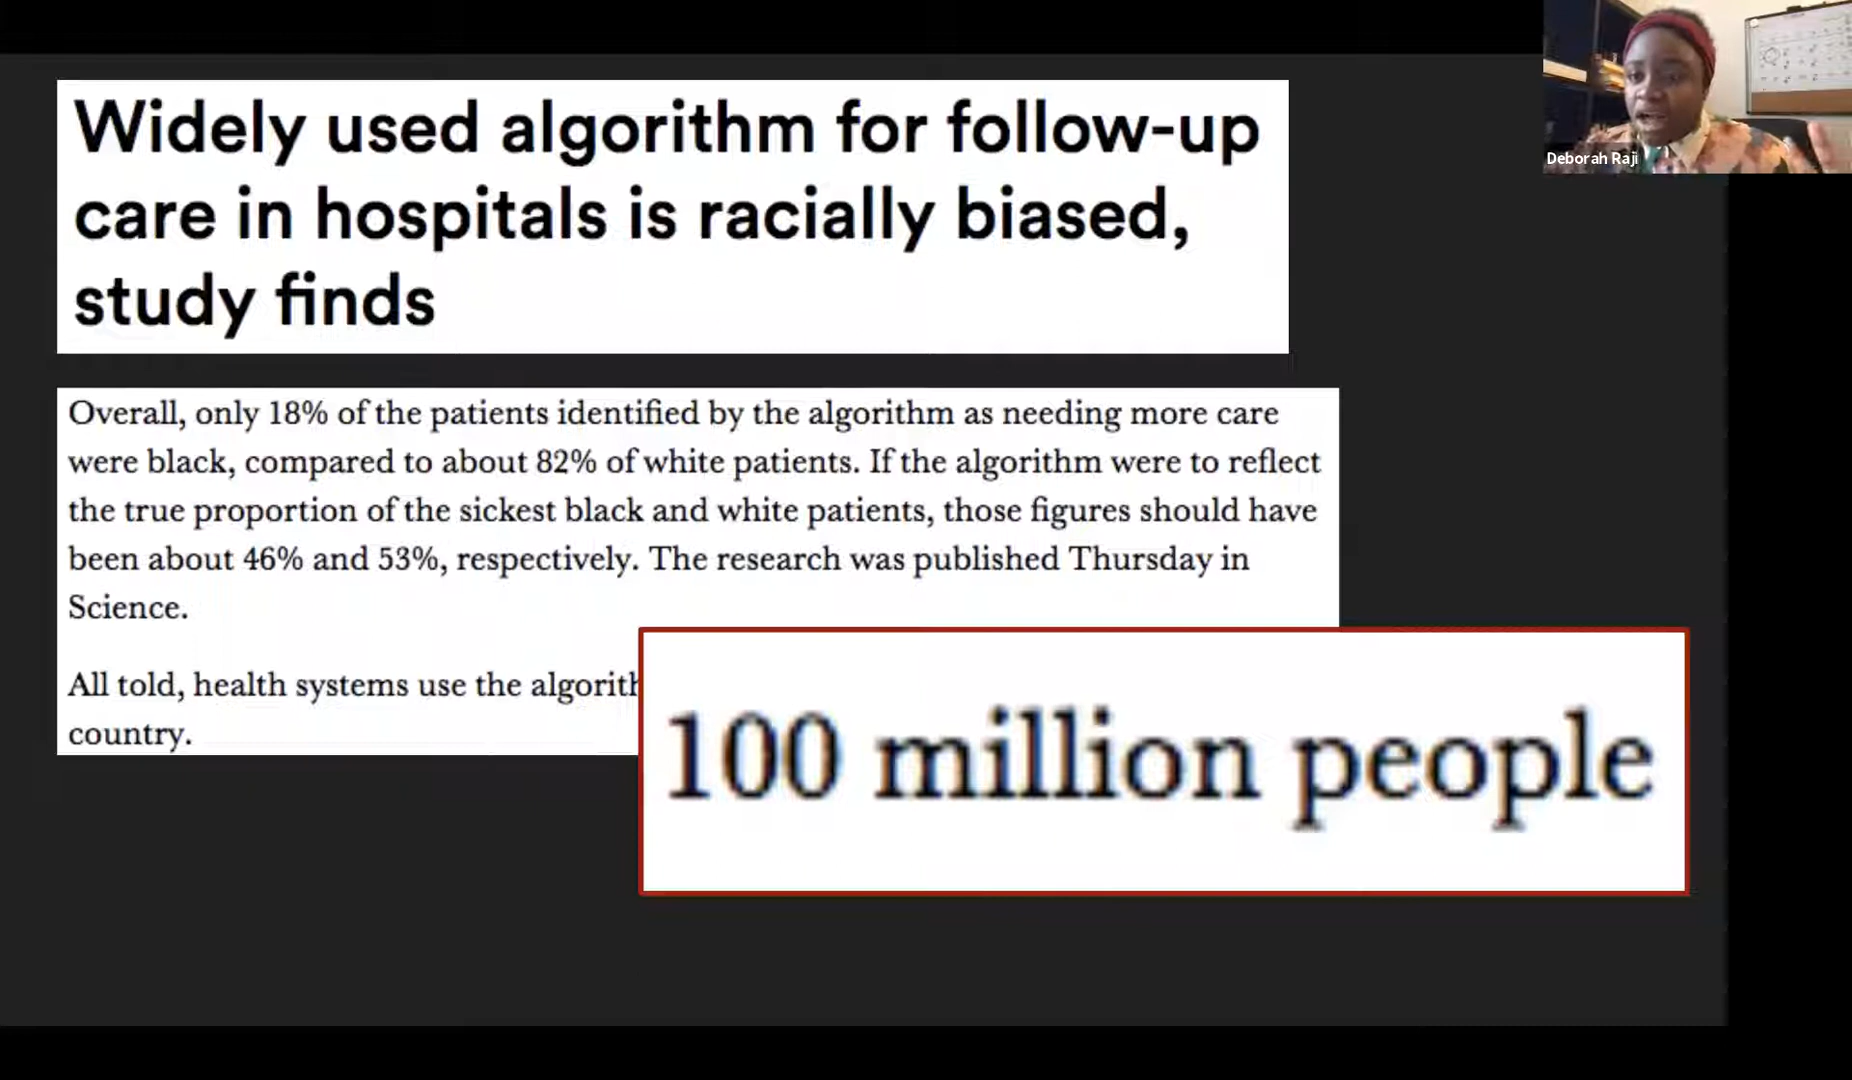 Widely used algorithm for follow-up
care in hospitals is racially biased,
study finds
Deborah Raji
Overall, only 18% of the patients identified by the algorithm as needing more care
were black, compared to about 82% of white patients. If the algorithm were to reflect
the true proportion of the sickest black and white patients, those figures should have
been about 46% and 53%, respectively. The research was published Thursday in
Science.
All told, health systems use the
country.
100 million people